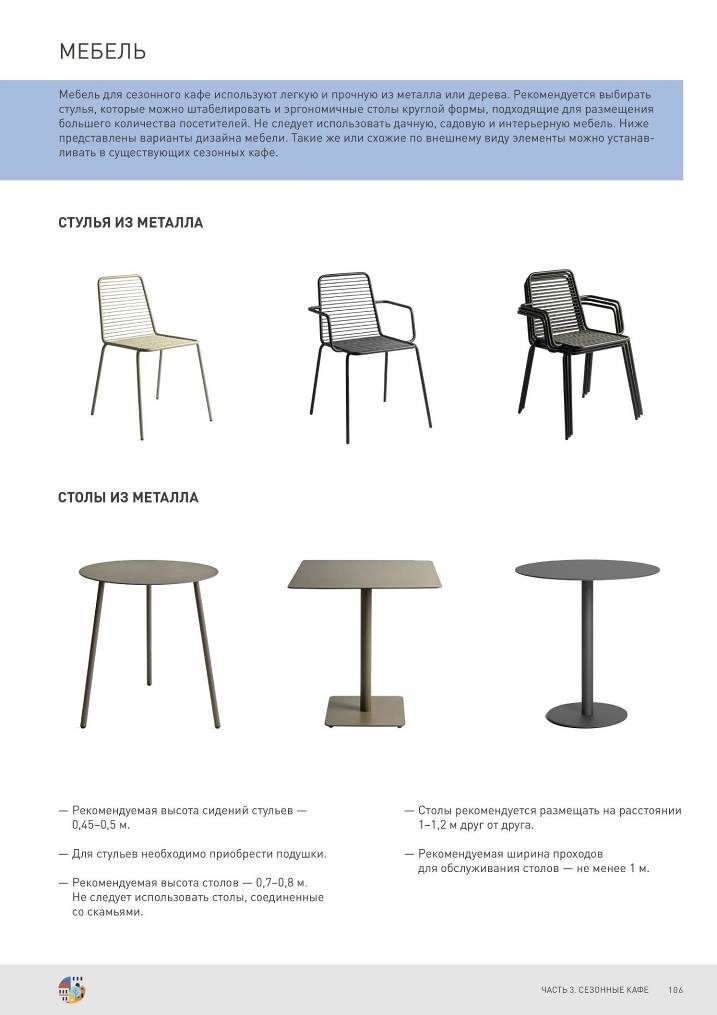 МЕБЕЛЬ
Мебель для сезонного кафе используют легкую и прочную из металла или дерева. Рекомендуется выбирать
стулья, которые можно штабелировать и эргономичные столы круглой формы, подходящие для размещения
большего количества посетителей. Не следует использовать дачную, садовую и интерьерную мебель. Ниже
представлены варианты дизайна мебели. Такие же или схожие по внешнему виду элементы можно устанав-
ливать в существующих сезонных кафе.
СТУЛЬЯ ИЗ МЕТАЛЛА
СТОЛЫ ИЗ МЕТАЛЛА
— Рекомендуемая высота сидений стульев —
0,45–0,5 м.
— Для стульев необходимо приобрести подушки.
— Рекомендуемая высота столов — 0,7–0,8 м.
Не следует использовать столы, соединенные
со скамьями.
— Столы рекомендуется размещать на расстоянии
1–1,2 м друг от друга.
— Рекомендуемая ширина проходов
для обслуживания столов — не менее 1 м.
ЧАСТЬ 3. СЕЗОННЫЕ КАФЕ 106